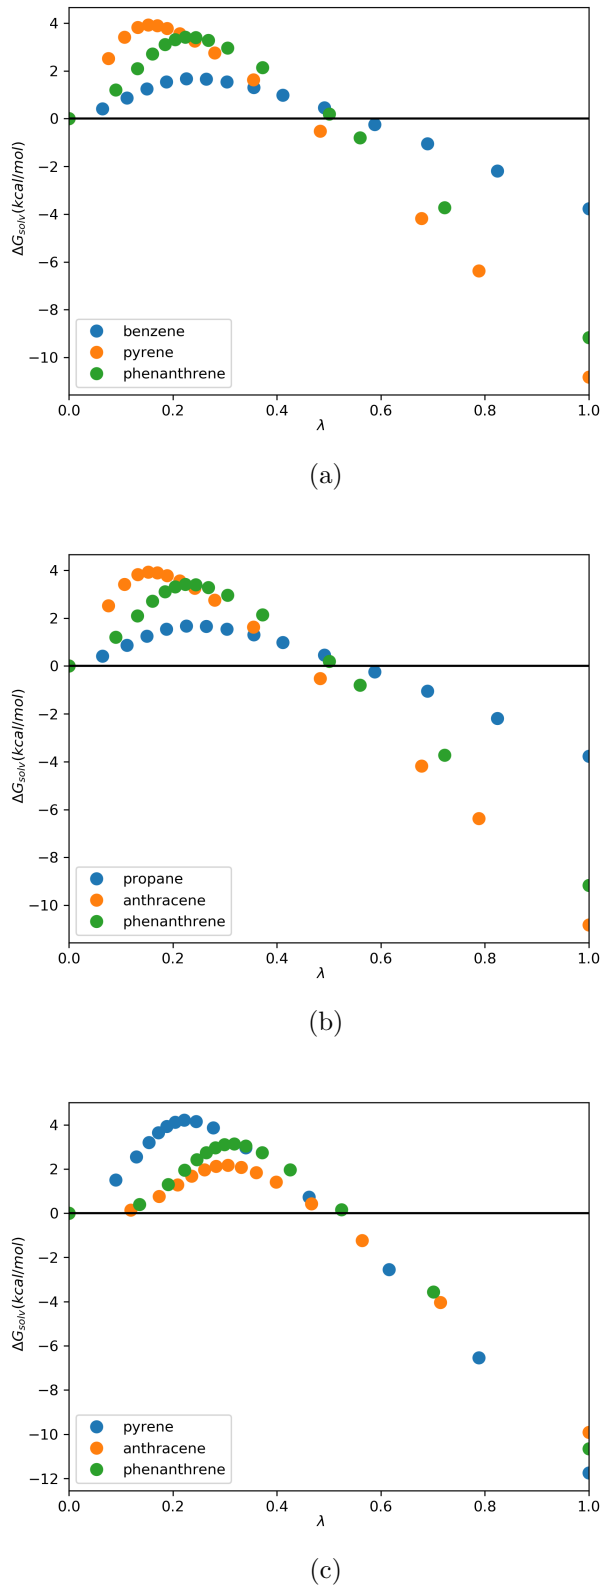 4
2
0
−2
−4
−6
−8
−10
ΔG_solv(kcal/mol)
benzene
pyrene
phenanthrene
0.0 0.2 0.4 0.6 0.8 1.0
λ
(a)
4
2
0
−2
−4
−6
−8
−10
ΔG_solv(kcal/mol)
propane
anthracene
phenanthrene
0.0 0.2 0.4 0.6 0.8 1.0
λ
(b)
4
2
0
−2
−4
−6
−8
−10
−12
ΔG_solv(kcal/mol)
pyrene
anthracene
phenanthrene
0.0 0.2 0.4 0.6 0.8 1.0
λ
(c)